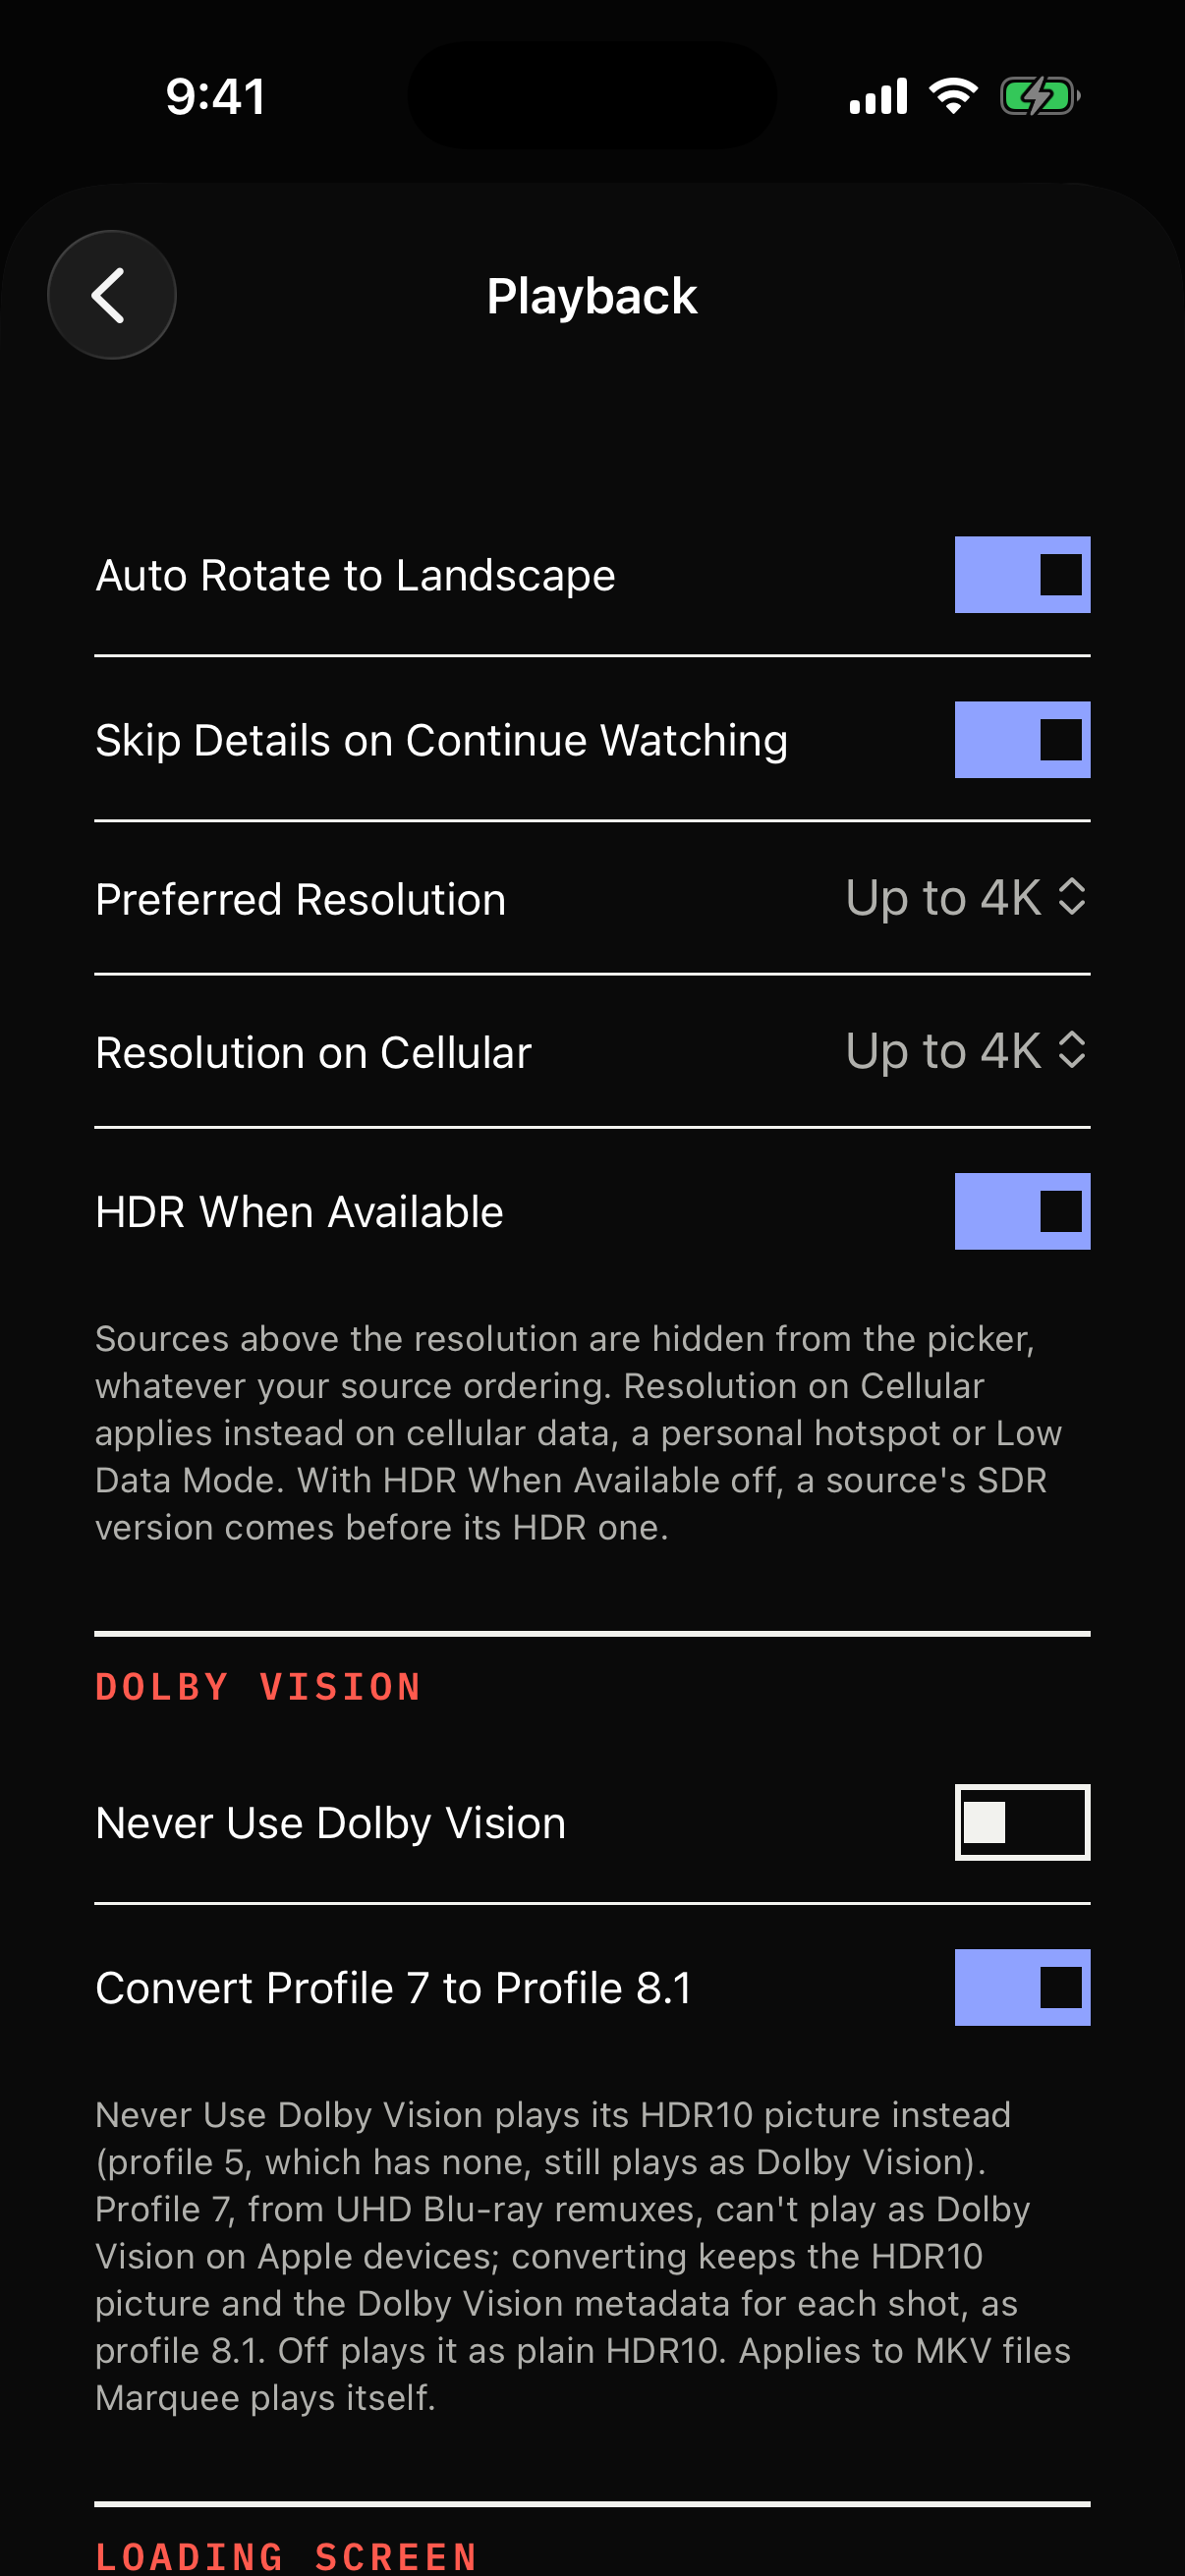 9:41
Playback
Auto Rotate to Landscape
Skip Details on Continue Watching
Preferred Resolution Up to 4K
Resolution on Cellular Up to 4K
HDR When Available
Sources above the resolution are hidden from the picker,
whatever your source ordering. Resolution on Cellular
applies instead on cellular data, a personal hotspot or Low
Data Mode. With HDR When Available off, a source's SDR
version comes before its HDR one.
DOLBY VISION
Never Use Dolby Vision
Convert Profile 7 to Profile 8.1
Never Use Dolby Vision plays its HDR10 picture instead
(profile 5, which has none, still plays as Dolby Vision).
Profile 7, from UHD Blu-ray remuxes, can't play as Dolby
Vision on Apple devices; converting keeps the HDR10
picture and the Dolby Vision metadata for each shot, as
profile 8.1. Off plays it as plain HDR10. Applies to MKV files
Marquee plays itself.
LOADING SCREEN